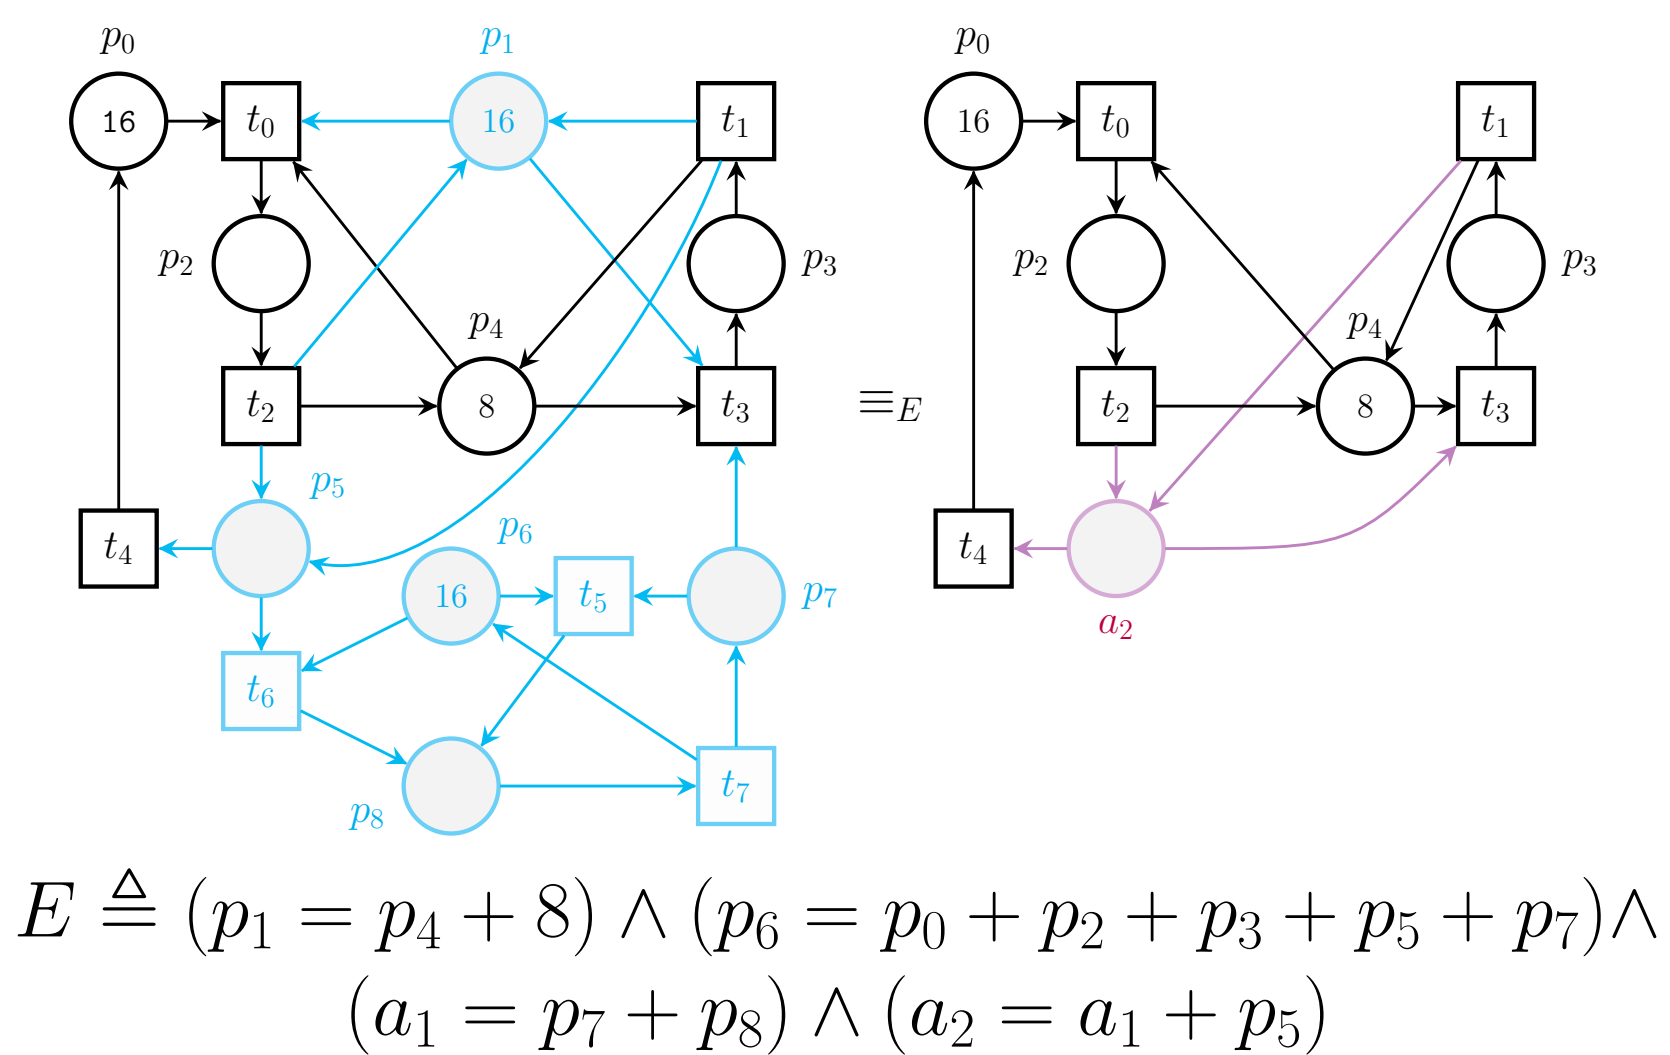 p₀ p₁ p₀
16 t₀ 16 t₁ 16 t₀ t₁
p₂ p₃ p₂ p₃
p₄ p₄
t₂ 8 t₃ ≡_E t₂ 8 t₃
p₅
p₆
t₄ t₄
16 t₅ p₇
a₂
t₆
t₇
p₈
E ≜ (p₁ = p₄ + 8) ∧ (p₆ = p₀ + p₂ + p₃ + p₅ + p₇)∧
(a₁ = p₇ + p₈) ∧ (a₂ = a₁ + p₅)